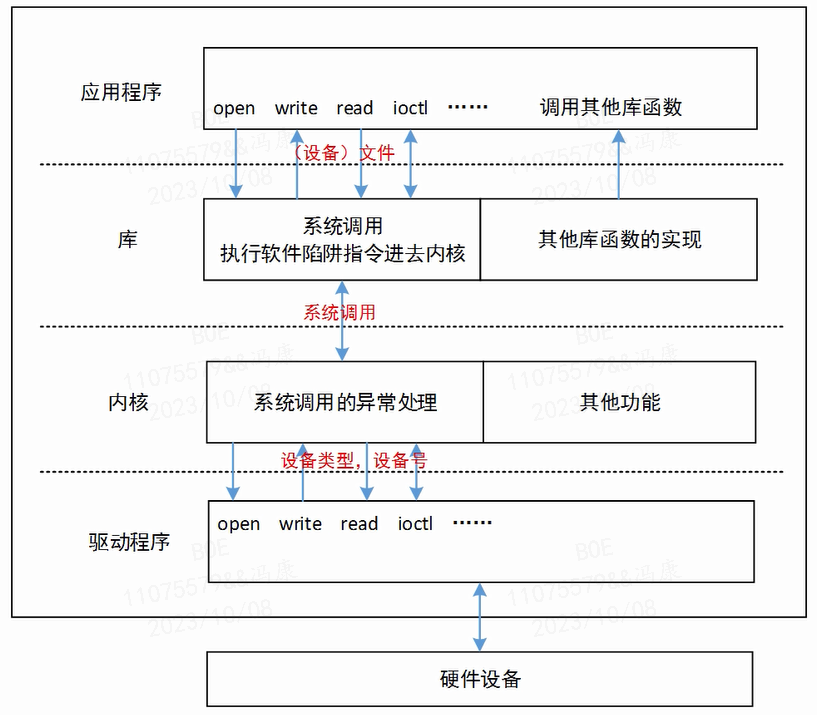 应用程序
open write read ioctl …… 调用其他库函数
（设备）文件
库
系统调用
执行软件陷阱指令进去内核
其他库函数的实现
系统调用
内核
系统调用的异常处理
其他功能
设备类型，设备号
驱动程序
open write read ioctl ……
硬件设备
BOE
11075579&&冯康
2023/10/08
BOE
11075579&&冯康
2023/10/08
BOE
11075579&&冯康
2023/10/08
BOE
11075579&&冯康
2023/10/08
BOE
11075579&&冯康
2023/10/08
BOE
11075579&&冯康
2023/10/08